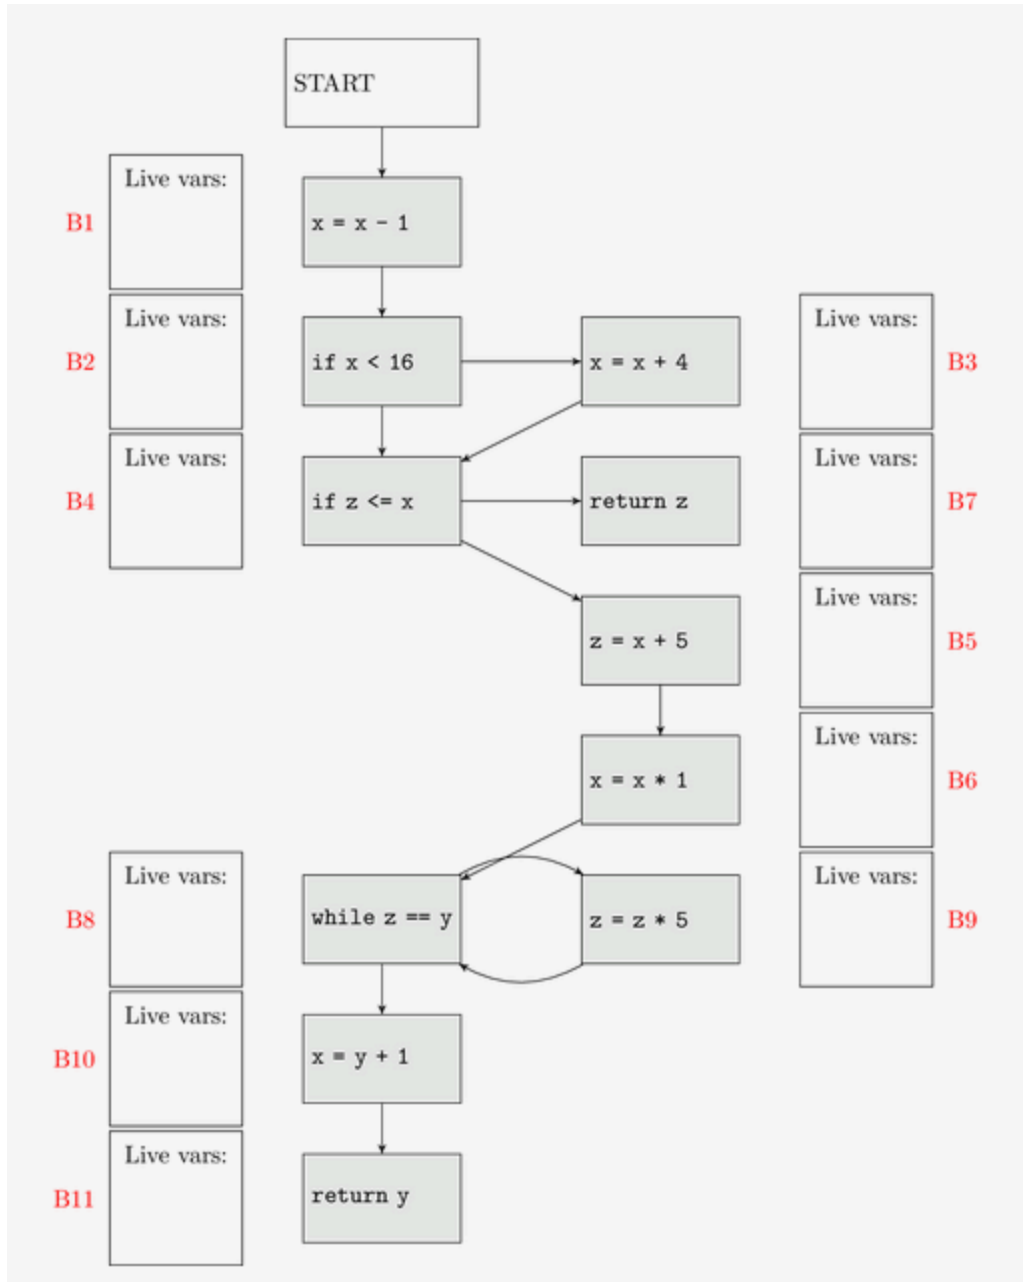 START
Live vars:
B1
x = x - 1
Live vars:
Live vars:
B2
if x < 16
x = x + 4
B3
Live vars:
Live vars:
B4
if z <= x
return z
B7
Live vars:
z = x + 5
B5
Live vars:
x = x * 1
B6
Live vars:
Live vars:
B8
while z == y
z = z * 5
B9
Live vars:
B10
x = y + 1
Live vars:
B11
return y